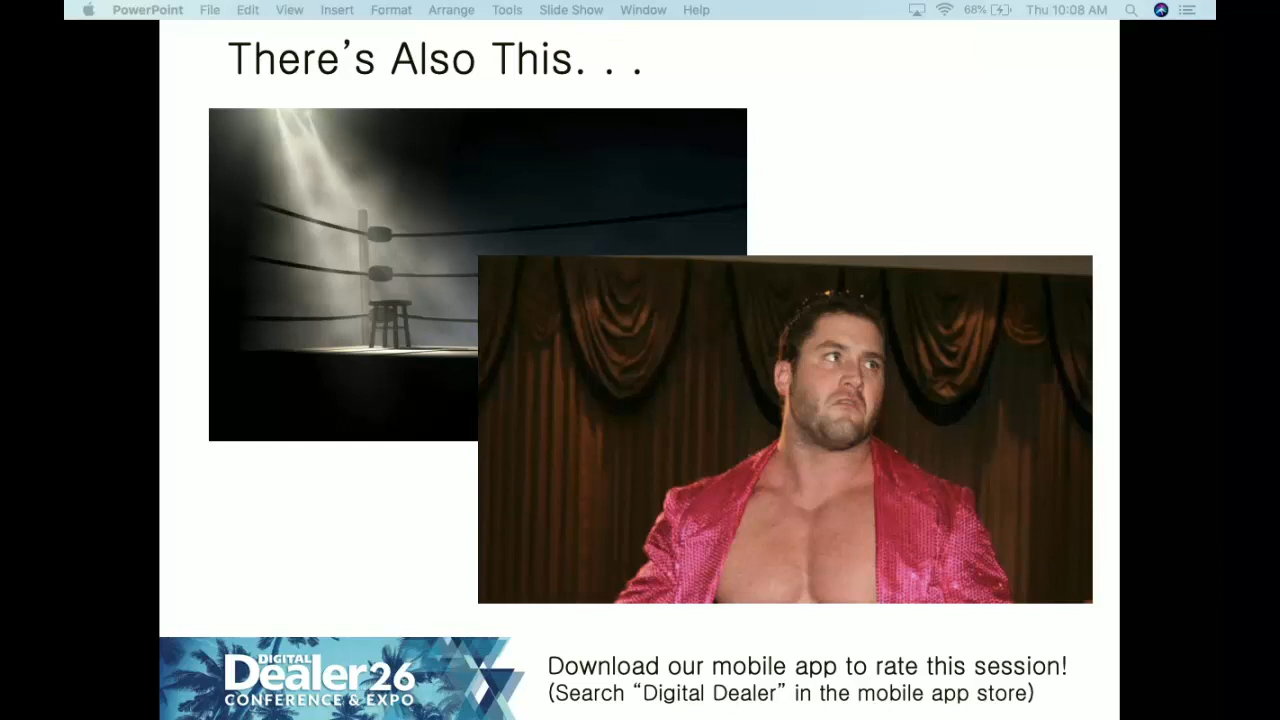 PowerPoint File Edit View Insert Format Arrange Tools Slide Show Window Help 68% Thu 10:08 AM
There's Also This. . .
DIGITAL
Dealer 26
CONFERENCE & EXPO
Download our mobile app to rate this session!
(Search “Digital Dealer” in the mobile app store)